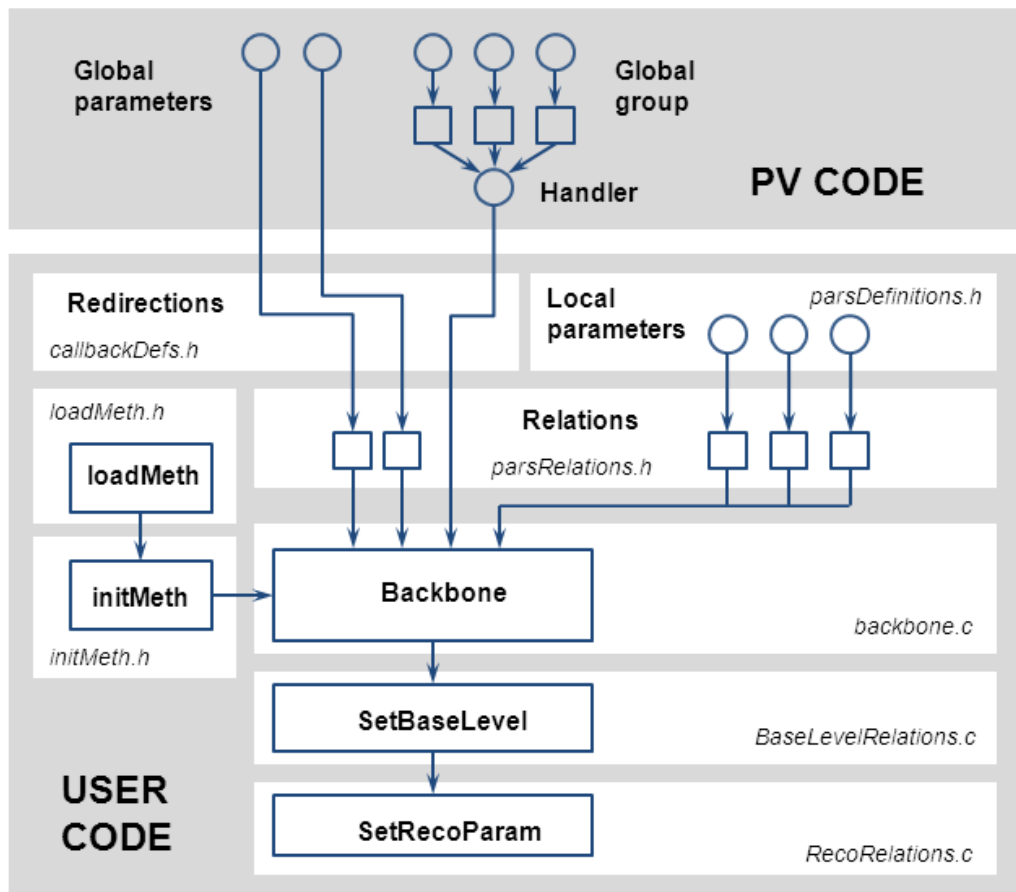 Global
parameters
Global
group
Handler
PV CODE
Redirections
callbackDefs.h
Local
parameters
parsDefinitions.h
loadMeth.h
loadMeth
Relations
parsRelations.h
initMeth
initMeth.h
Backbone
backbone.c
SetBaseLevel
BaseLevelRelations.c
USER
CODE
SetRecoParam
RecoRelations.c